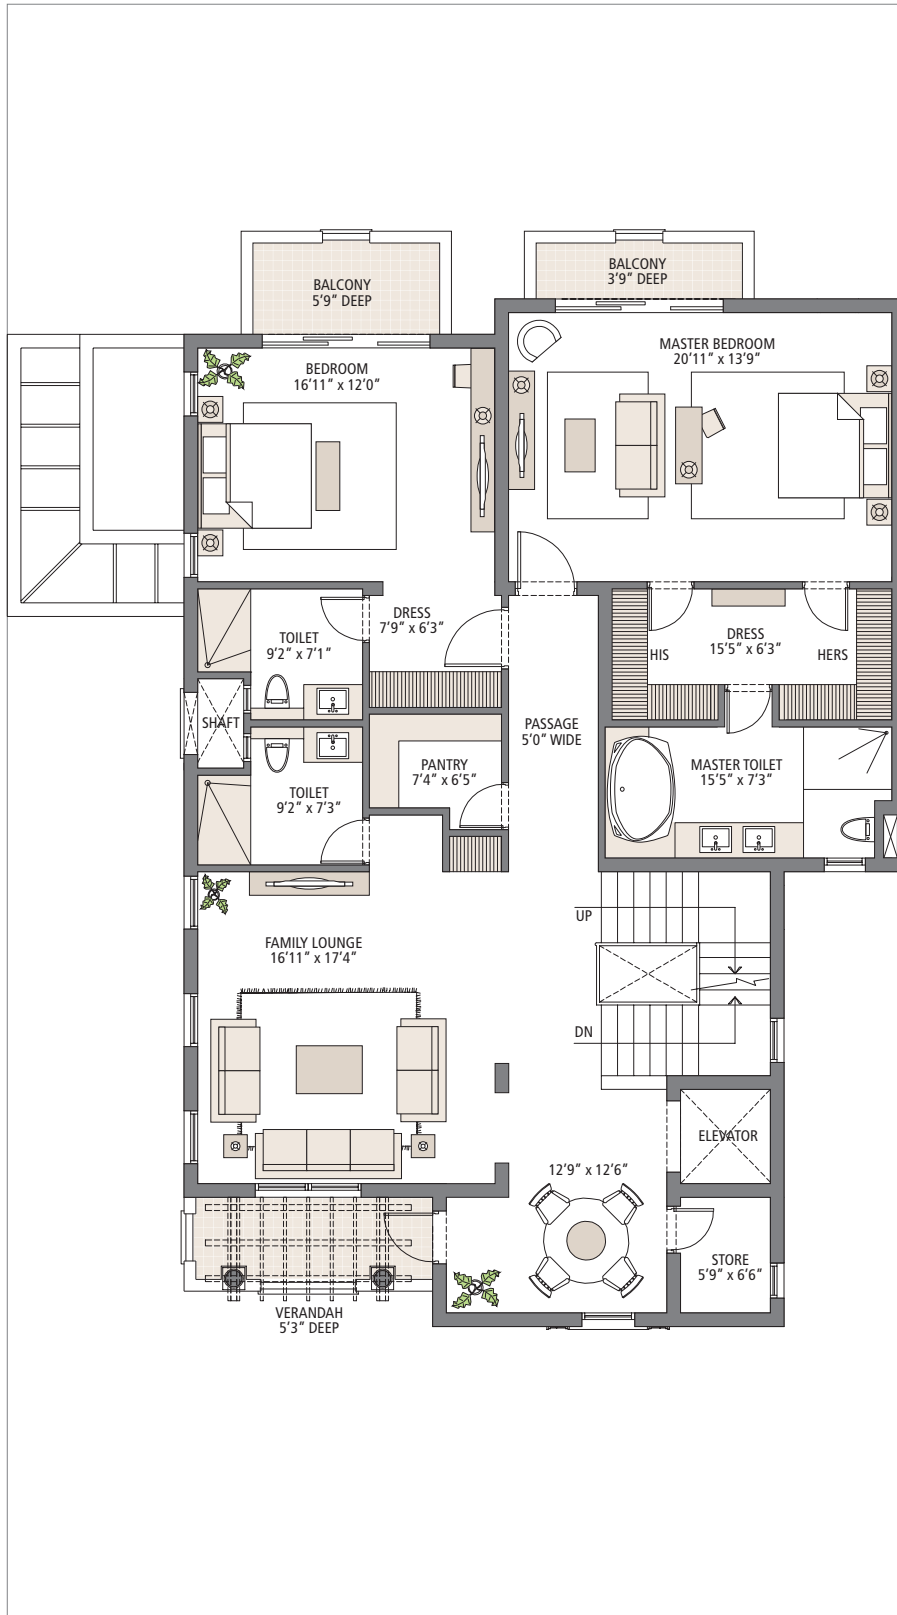 BALCONY
5'9" DEEP
BALCONY
3'9" DEEP
BEDROOM
16'11" x 12'0"
MASTER BEDROOM
20'11" x 13'9"
DRESS
7'9" x 6'3"
TOILET
9'2" x 7'1"
DRESS
15'5" x 6'3"
HIS
HERS
SHAFT
PASSAGE
5'0" WIDE
PANTRY
7'4" x 6'5"
MASTER TOILET
15'5" x 7'3"
TOILET
9'2" x 7'3"
UP
FAMILY LOUNGE
16'11" x 17'4"
DN
ELEVATOR
12'9" x 12'6"
STORE
5'9" x 6'6"
VERANDAH
5'3" DEEP